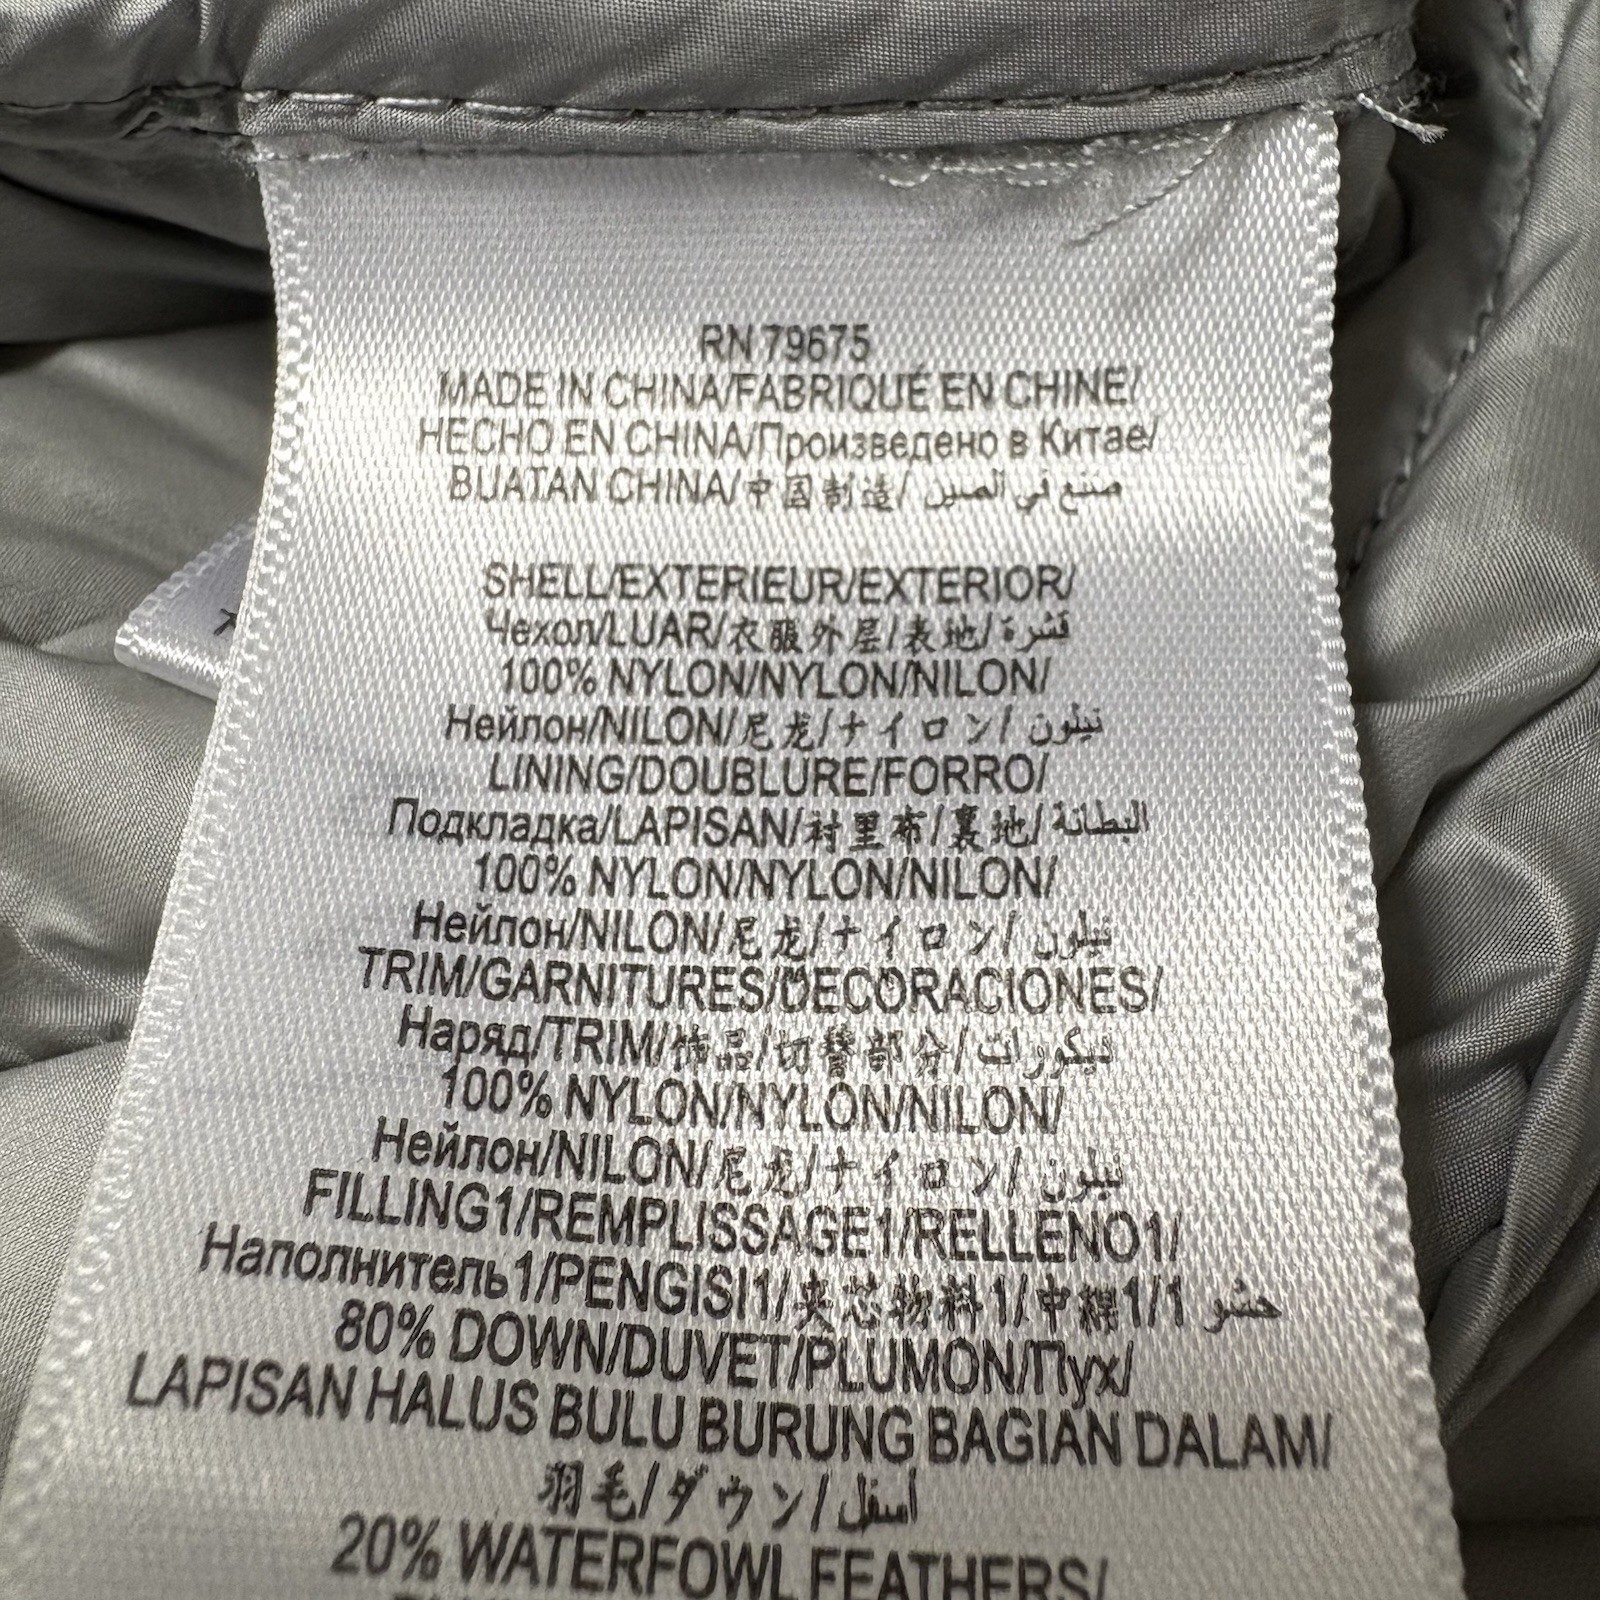 RN 79675
MADE IN CHINA/FABRIQUÉ EN CHINE/
HECHO EN CHINA/Произведено в Китае/
BUATAN CHINA/中国制造/ صنع في الصين
SHELL/EXTERIEUR/EXTERIOR/
Чехол/LUAR/衣服外层/表地/ قشرة
100% NYLON/NYLON/NILON/
Нейлон/NILON/尼龙/ナイロン/ نيلون
LINING/DOUBLURE/FORRO/
Подкладка/LAPISAN/衬里布/裏地/ البطانة
100% NYLON/NYLON/NILON/
Нейлон/NILON/尼龙/ナイロン/ نيلون
TRIM/GARNITURES/DECORACIONES/
Наряд/TRIM/饰品/切替部分/ ديكورات
100% NYLON/NYLON/NILON/
Нейлон/NILON/尼龙/ナイロン/ نيلون
FILLING1/REMPLISSAGE1/RELLENO1/
Наполнитель1/PENGISI1/夹芯物料1/中綿1/1 حشو
80% DOWN/DUVET/PLUMON/Пух/
LAPISAN HALUS BULU BURUNG BAGIAN DALAM/
羽毛/ダウン/ أسفل
20% WATERFOWL FEATHERS/